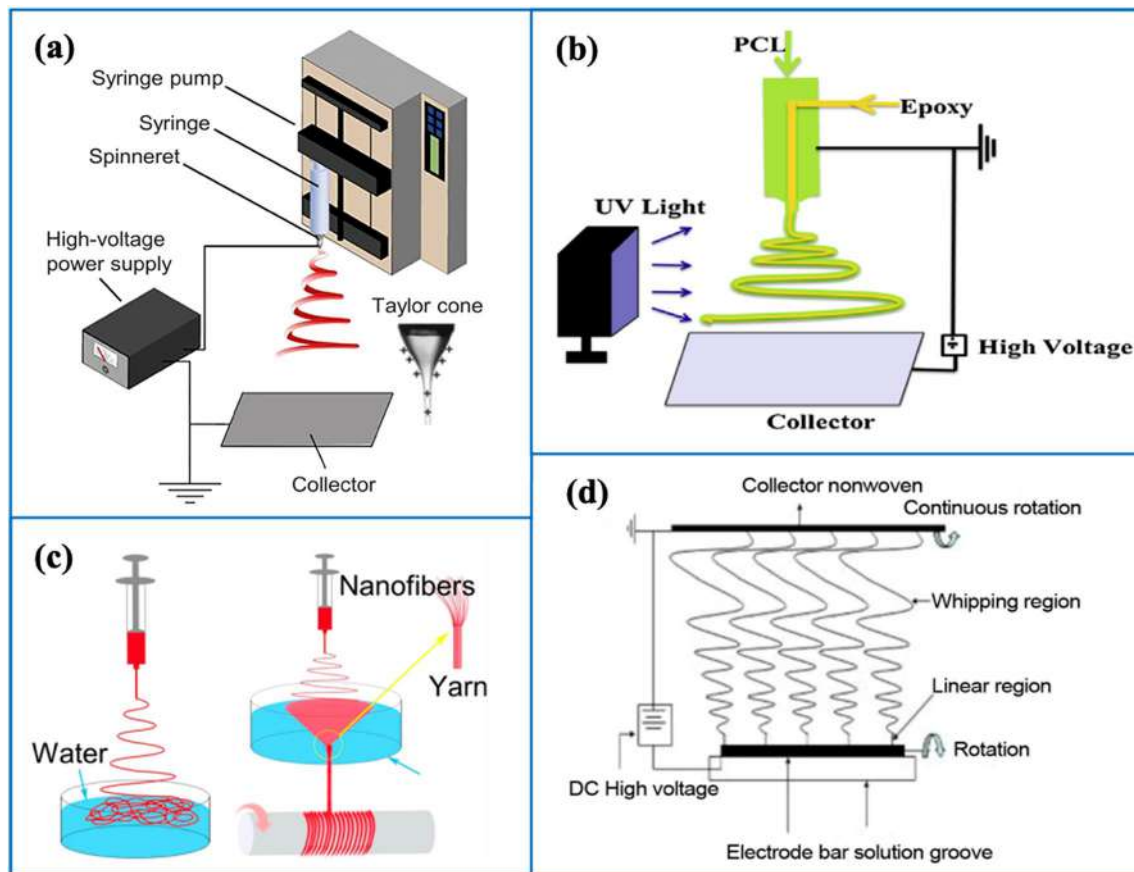 (a)
Syringe pump
Syringe
Spinneret
High-voltage
power supply
Taylor cone
Collector
(b)
PCL
Epoxy
UV Light
High Voltage
Collector
(c)
Nanofibers
Yarn
Water
(d)
Collector nonwoven
Continuous rotation
Whipping region
Linear region
Rotation
DC High voltage
Electrode bar solution groove